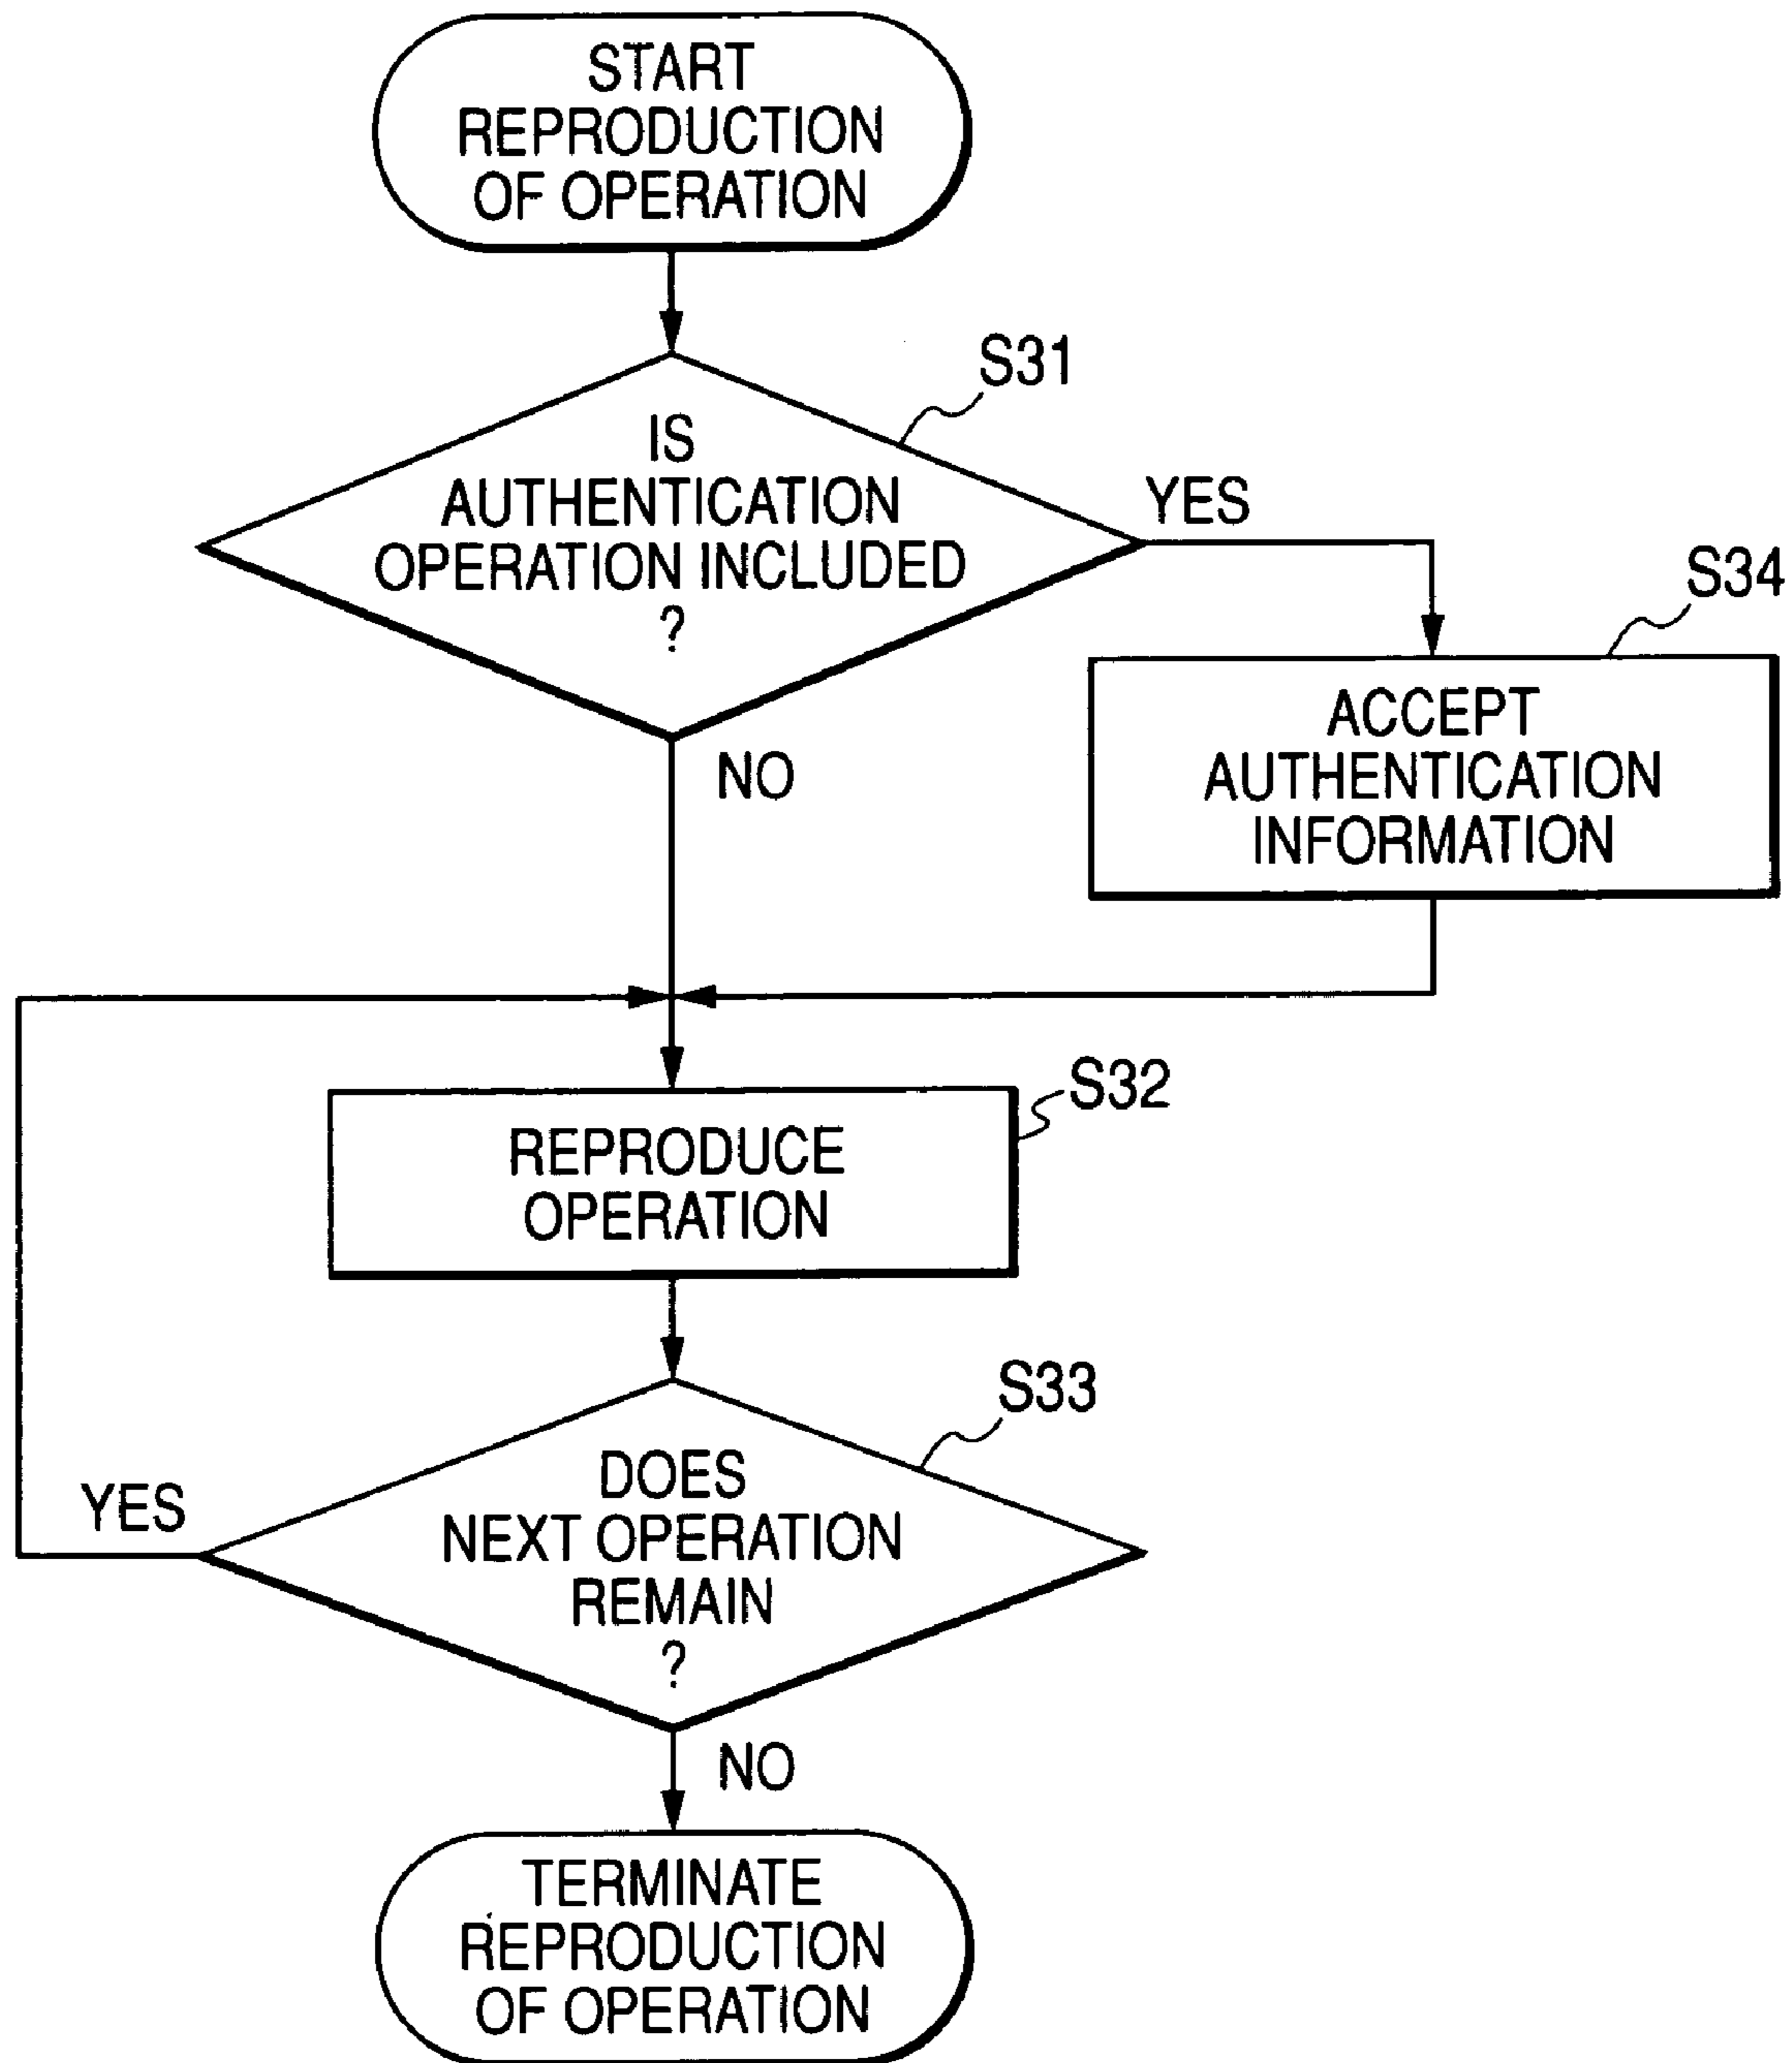 START
REPRODUCTION
OF OPERATION
S31
IS
AUTHENTICATION
OPERATION INCLUDED
?
YES
S34
ACCEPT
AUTHENTICATION
INFORMATION
NO
S32
REPRODUCE
OPERATION
S33
DOES
NEXT OPERATION
REMAIN
?
YES
NO
TERMINATE
REPRODUCTION
OF OPERATION